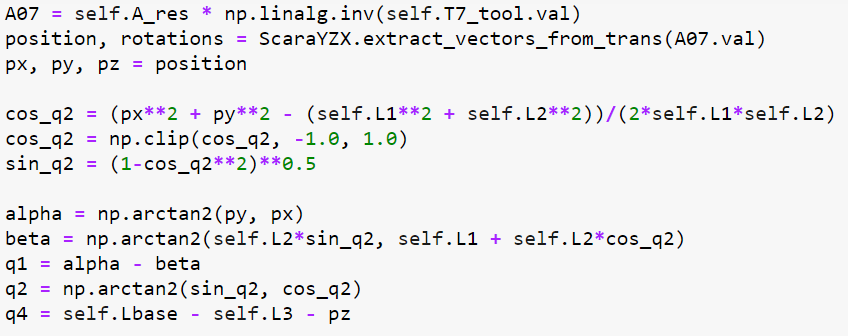 A07 = self.A_res * np.linalg.inv(self.T7_tool.val)
position, rotations = ScaraYZX.extract_vectors_from_trans(A07.val)
px, py, pz = position

cos_q2 = (px**2 + py**2 - (self.L1**2 + self.L2**2))/(2*self.L1*self.L2)
cos_q2 = np.clip(cos_q2, -1.0, 1.0)
sin_q2 = (1-cos_q2**2)**0.5

alpha = np.arctan2(py, px)
beta = np.arctan2(self.L2*sin_q2, self.L1 + self.L2*cos_q2)
q1 = alpha - beta
q2 = np.arctan2(sin_q2, cos_q2)
q4 = self.Lbase - self.L3 - pz